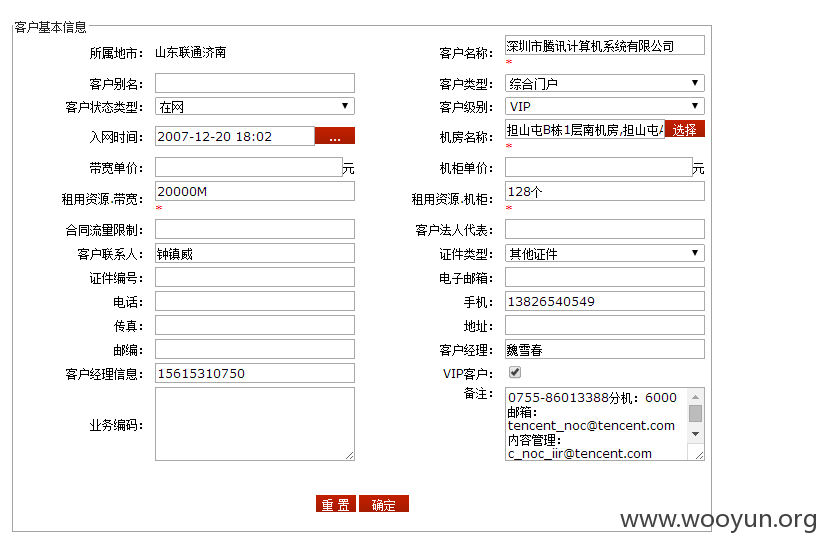 客户基本信息
所属地市： 山东联通济南 客户名称： 深圳市腾讯计算机系统有限公司
*
客户别名： 客户类型： 综合门户
客户状态类型： 在网 客户级别： VIP
入网时间： 2007-12-20 18:02 ... 机房名称： 担山屯B栋1层南机房,担山屯 选择
*
带宽单价： 元 机柜单价： 元
租用资源.带宽： 20000M 租用资源.机柜： 128个
* *
合同流量限制： 客户法人代表：
客户联系人： 钟镇威 证件类型： 其他证件
证件编号： 电子邮箱：
电话： 手机： 13826540549
传真： 地址：
邮编： 客户经理： 魏雪春
客户经理信息： 15615310750 VIP客户：
业务编码： 备注： 0755-86013388分机：6000
邮箱：
tencent_noc@tencent.com
内容管理：
c_noc_iir@tencent.com
重置 确定
www.wooyun.org